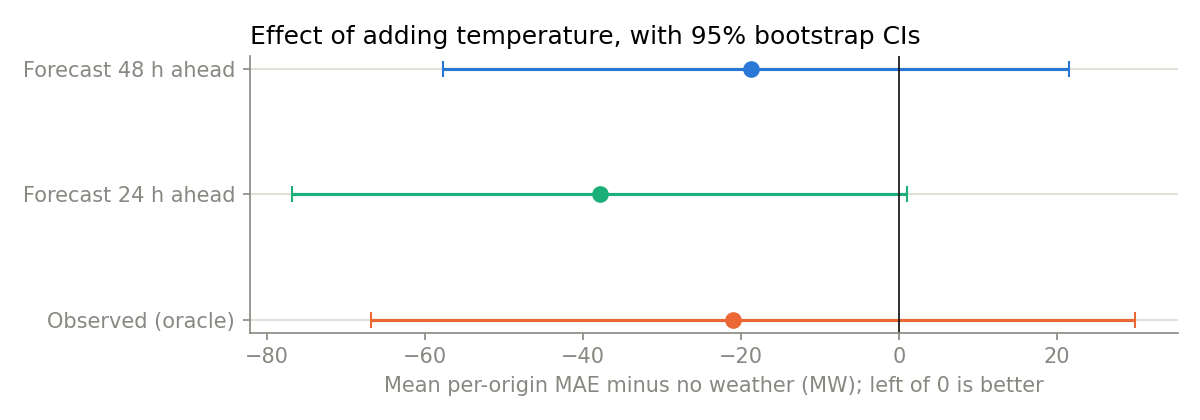 Effect of adding temperature, with 95% bootstrap CIs
Forecast 48 h ahead
Forecast 24 h ahead
Observed (oracle)
−80 −60 −40 −20 0 20
Mean per-origin MAE minus no weather (MW); left of 0 is better